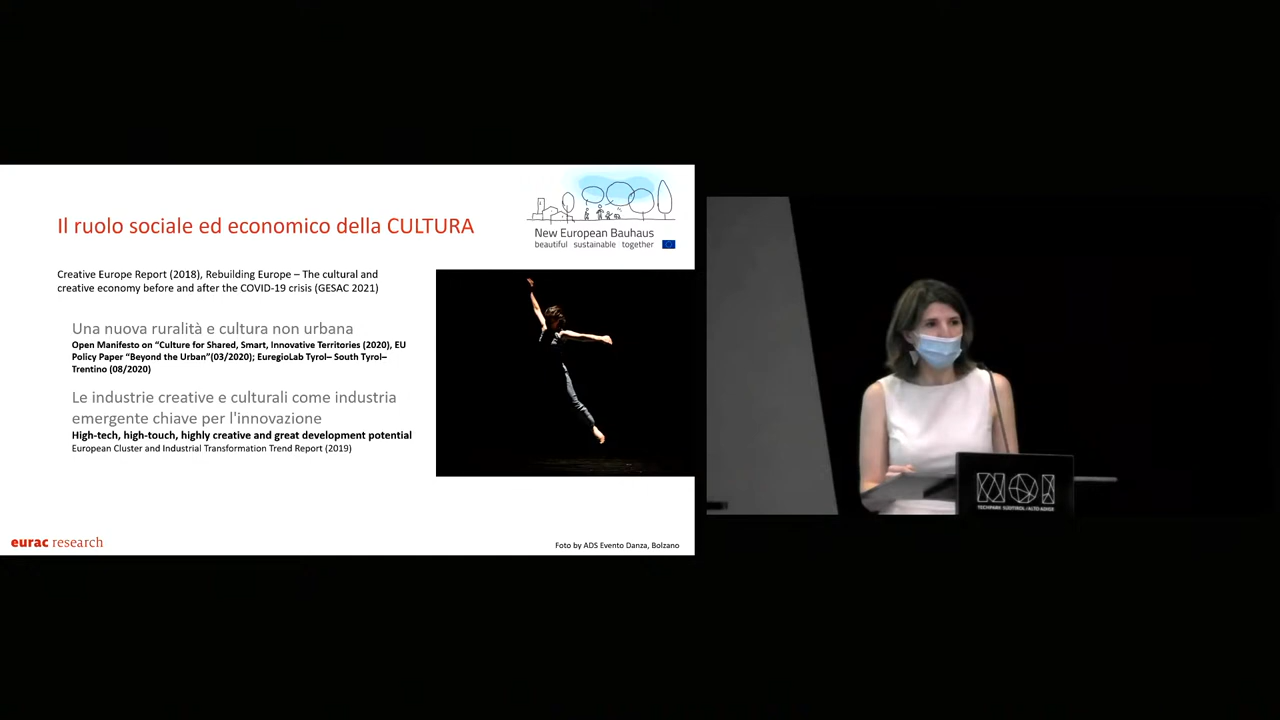 Il ruolo sociale ed economico della CULTURA
New European Bauhaus
beautiful sustainable together
Creative Europe Report (2018), Rebuilding Europe – The cultural and
creative economy before and after the COVID-19 crisis (GESAC 2021)
Una nuova ruralità e cultura non urbana
Open Manifesto on “Culture for Shared, Smart, Innovative Territories (2020), EU
Policy Paper “Beyond the Urban”(03/2020); EuregioLab Tyrol– South Tyrol–
Trentino (08/2020)
Le industrie creative e culturali come industria
emergente chiave per l'innovazione
High-tech, high-touch, highly creative and great development potential
European Cluster and Industrial Transformation Trend Report (2019)
eurac research
Foto by ADS Evento Danza, Bolzano
NOI
TECHPARK SÜDTIROL / ALTO ADIGE